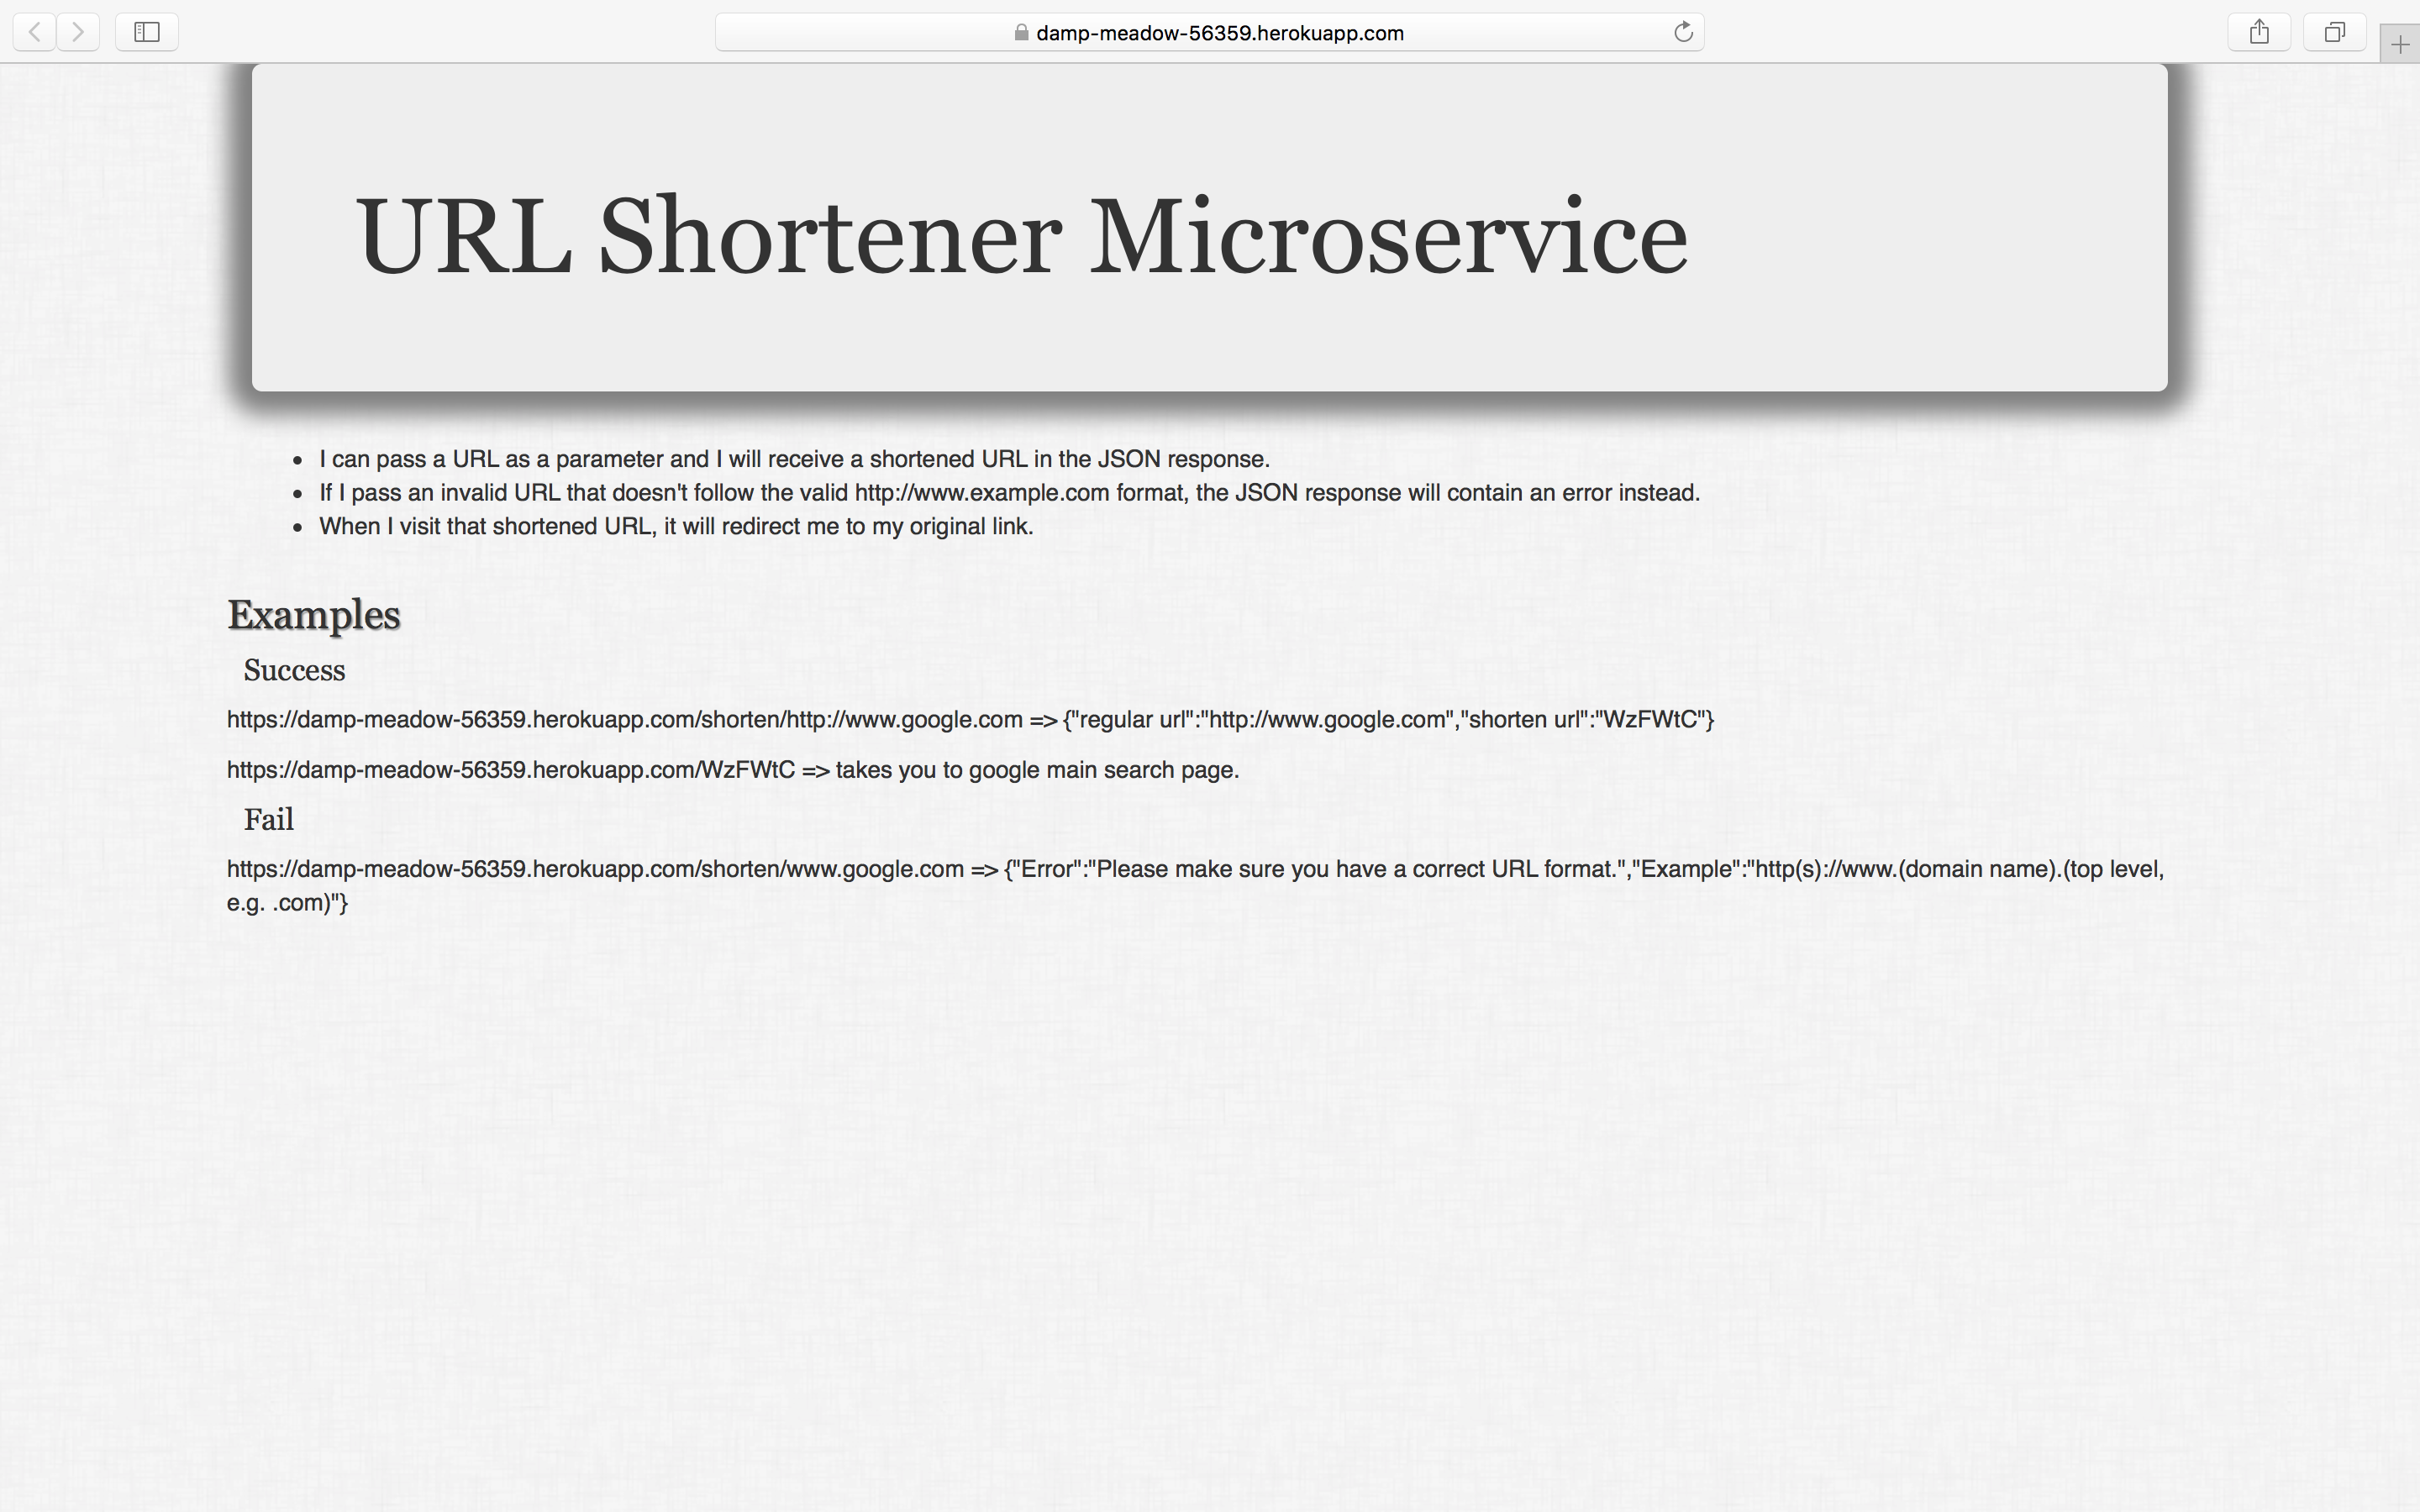 damp-meadow-56359.herokuapp.com
URL Shortener Microservice
• I can pass a URL as a parameter and I will receive a shortened URL in the JSON response.
• If I pass an invalid URL that doesn't follow the valid http://www.example.com format, the JSON response will contain an error instead.
• When I visit that shortened URL, it will redirect me to my original link.
Examples
Success
https://damp-meadow-56359.herokuapp.com/shorten/http://www.google.com => {"regular url":"http://www.google.com","shorten url":"WzFWtC"}
https://damp-meadow-56359.herokuapp.com/WzFWtC => takes you to google main search page.
Fail
https://damp-meadow-56359.herokuapp.com/shorten/www.google.com => {"Error":"Please make sure you have a correct URL format.","Example":"http(s)://www.(domain name).(top level,
e.g. .com)"}